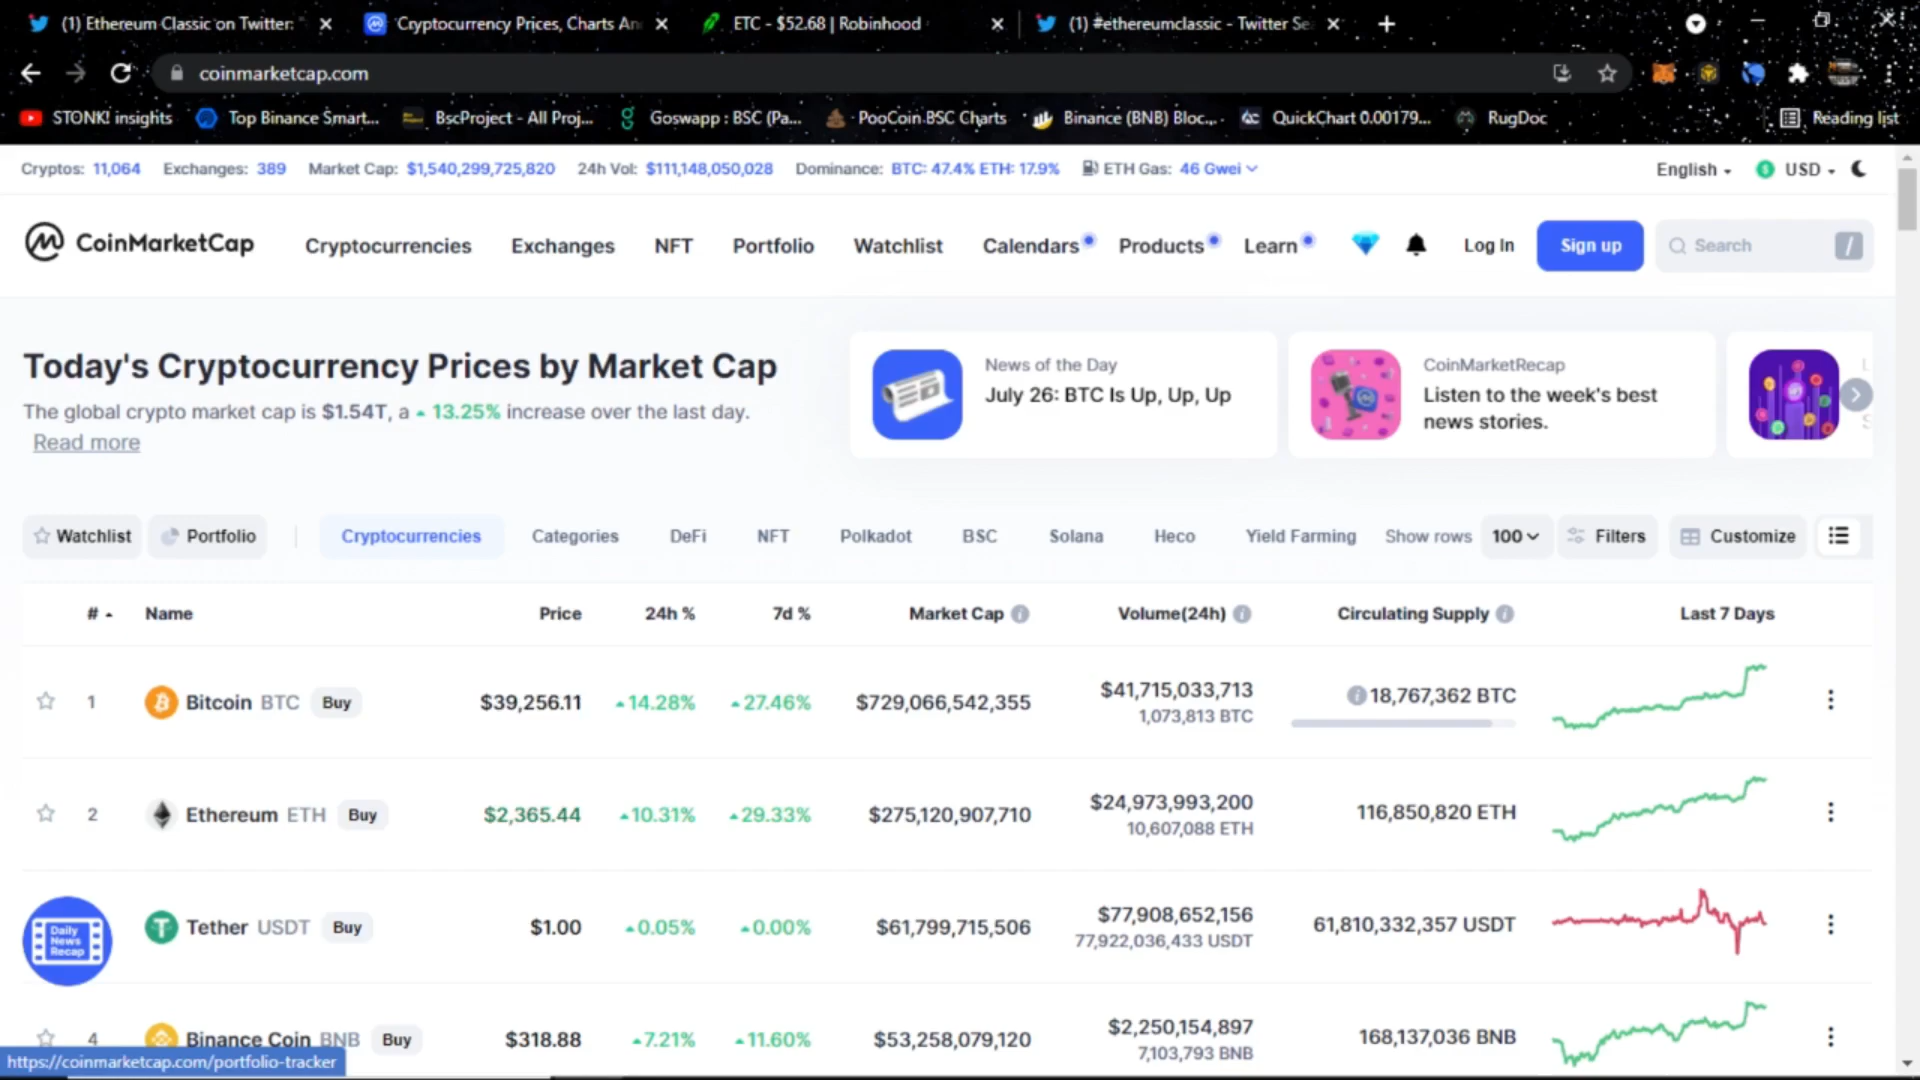 (1) Ethereum Classic on Twitter: "
Cryptocurrency Prices, Charts An
ETC - $52.68 | Robinhood
(1) #ethereumclassic - Twitter Se
coinmarketcap.com
STONK! insights
Top Binance Smart...
BscProject - All Proj...
Goswapp : BSC (Pa...
PooCoin BSC Charts
Binance (BNB) Bloc...
QuickChart 0.00179...
RugDoc
Reading list
Cryptos: 11,064 Exchanges: 389 Market Cap: $1,540,299,725,820 24h Vol: $111,148,050,028 Dominance: BTC: 47.4% ETH: 17.9% ETH Gas: 46 Gwei
English
USD
CoinMarketCap
Cryptocurrencies Exchanges NFT Portfolio Watchlist Calendars Products Learn
Log In
Sign up
Search /
Today's Cryptocurrency Prices by Market Cap
The global crypto market cap is $1.54T, a 13.25% increase over the last day.
Read more
News of the Day
July 26: BTC Is Up, Up, Up
CoinMarketRecap
Listen to the week's best
news stories.
Watchlist Portfolio Cryptocurrencies Categories DeFi NFT Polkadot BSC Solana Heco Yield Farming Show rows 100 Filters Customize
# Name Price 24h % 7d % Market Cap Volume(24h) Circulating Supply Last 7 Days
1 Bitcoin BTC Buy $39,256.11 14.28% 27.46% $729,066,542,355 $41,715,033,713 18,767,362 BTC
1,073,813 BTC
2 Ethereum ETH Buy $2,365.44 10.31% 29.33% $275,120,907,710 $24,973,993,200 116,850,820 ETH
10,607,088 ETH
Daily
News
Recap
Tether USDT Buy $1.00 0.05% 0.00% $61,799,715,506 $77,908,652,156 61,810,332,357 USDT
77,922,036,433 USDT
4 Binance Coin BNB Buy $318.88 7.21% 11.60% $53,258,079,120 $2,250,154,897 168,137,036 BNB
7,103,793 BNB
https://coinmarketcap.com/portfolio-tracker